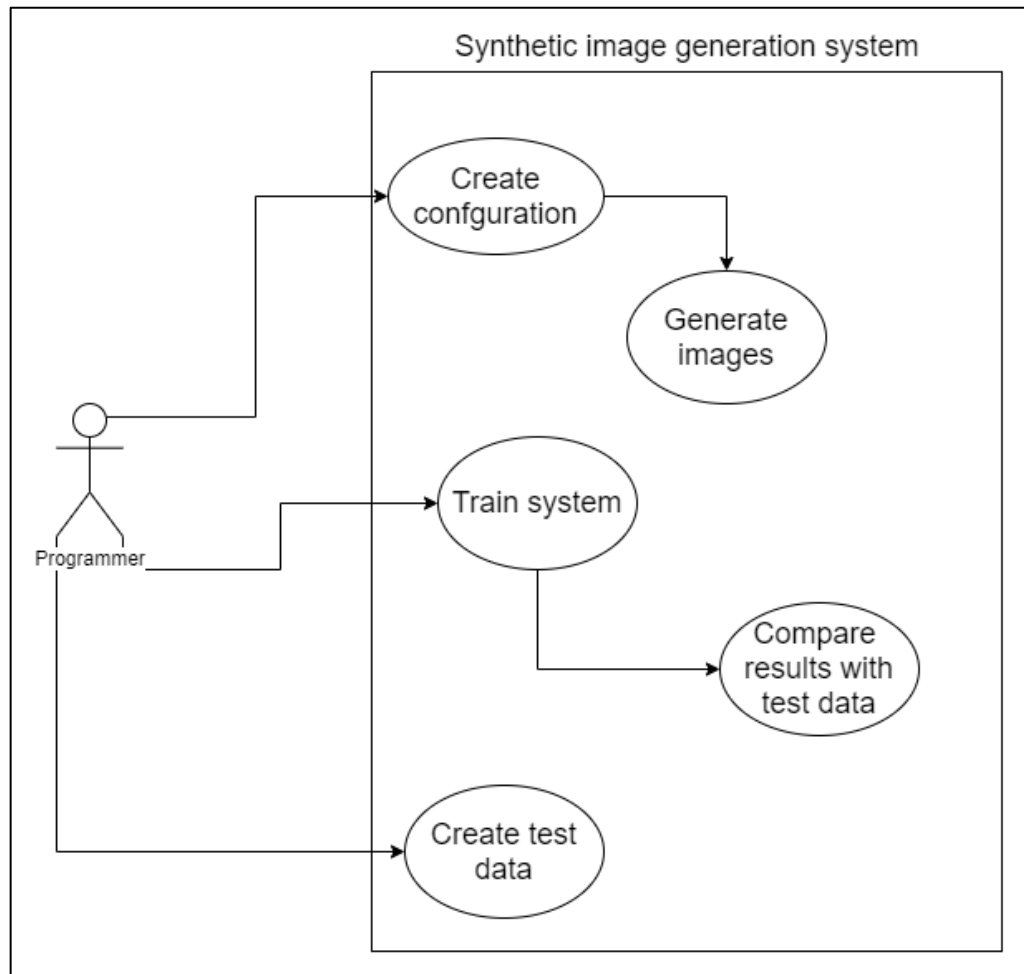 Synthetic image generation system
Create
confguration
Generate
images
Train system
Programmer
Compare
results with
test data
Create test
data